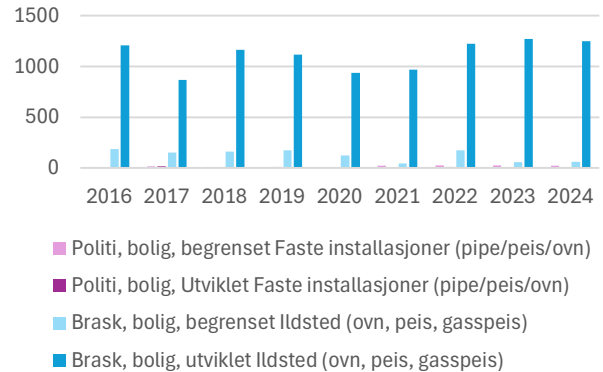 1500
1000
500
0
2016 2017 2018 2019 2020 2021 2022 2023 2024
Politi, bolig, begrenset Faste installasjoner (pipe/peis/ovn)
Politi, bolig, Utviklet Faste installasjoner (pipe/peis/ovn)
Brask, bolig, begrenset Ildsted (ovn, peis, gasspeis)
Brask, bolig, utviklet Ildsted (ovn, peis, gasspeis)